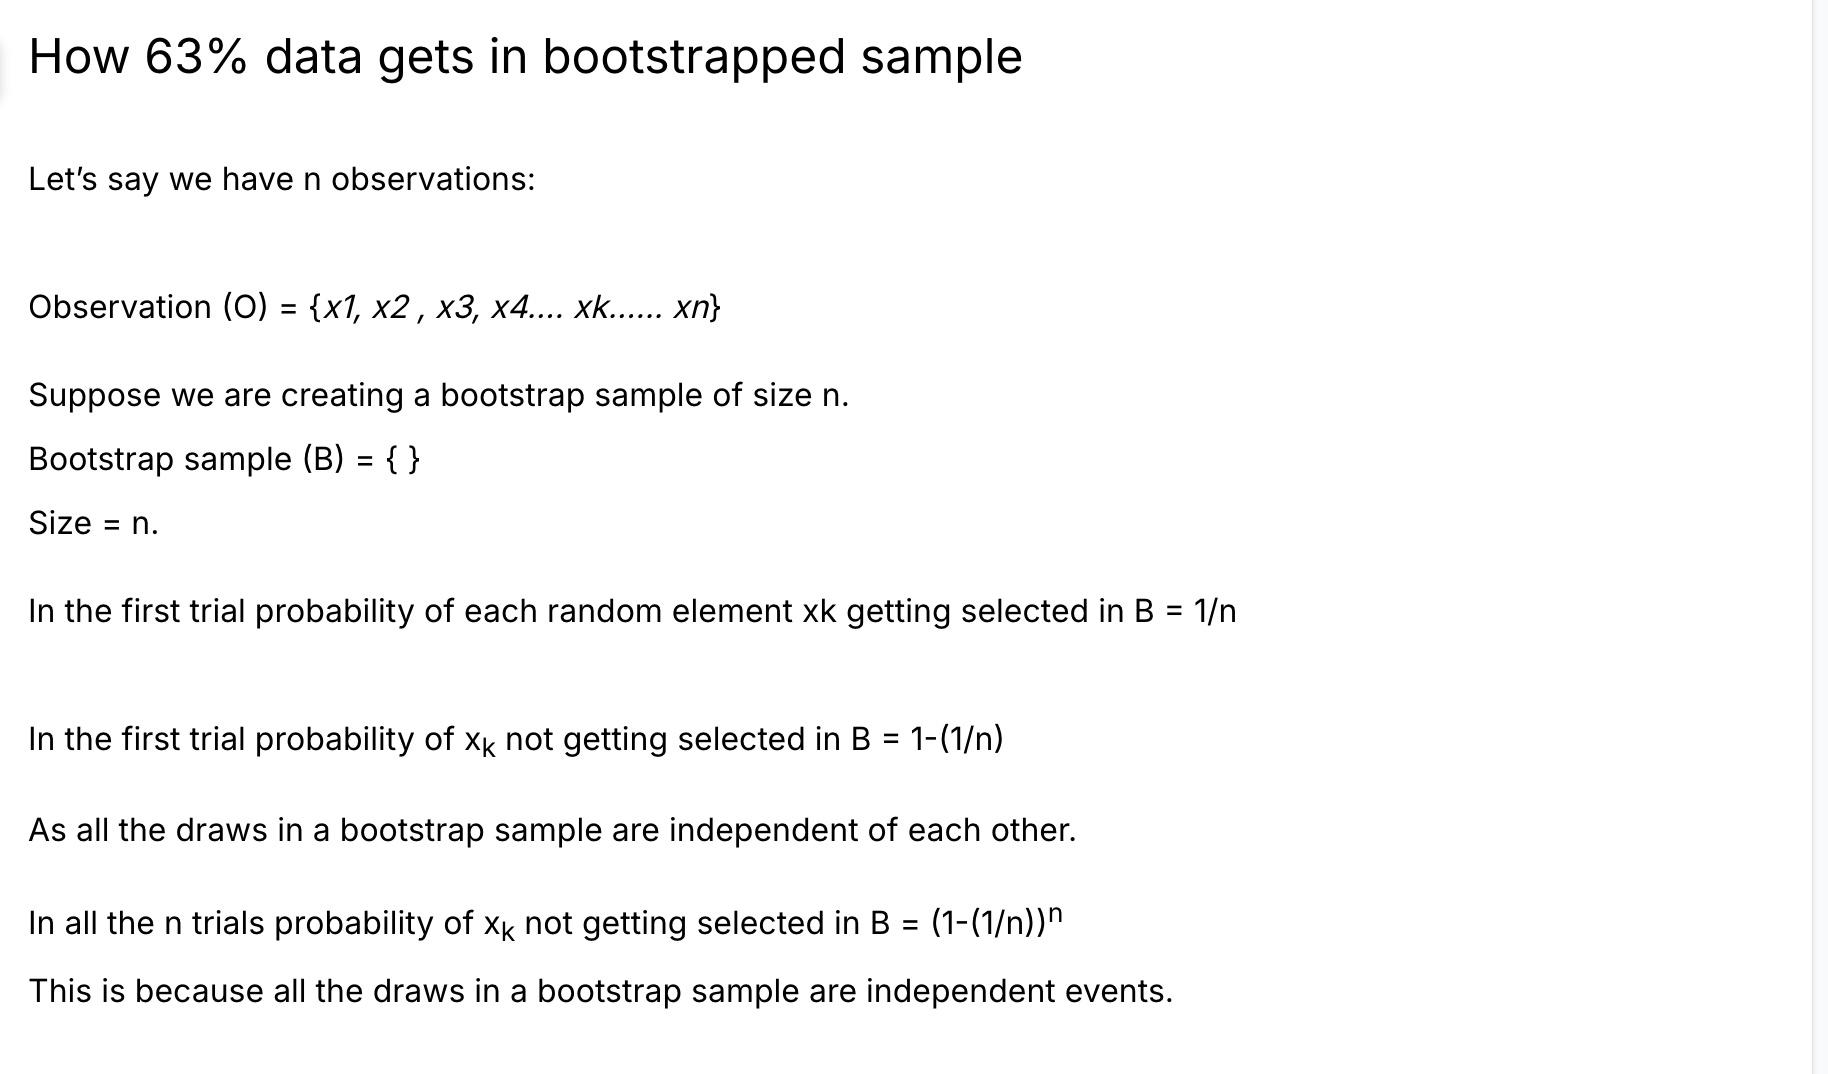 How 63% data gets in bootstrapped sample
Let’s say we have n observations:
Observation (O) = {x1, x2 , x3, x4.... xk...... xn}
Suppose we are creating a bootstrap sample of size n.
Bootstrap sample (B) = { }
Size = n.
In the first trial probability of each random element xk getting selected in B = 1/n
In the first trial probability of xₖ not getting selected in B = 1-(1/n)
As all the draws in a bootstrap sample are independent of each other.
In all the n trials probability of xₖ not getting selected in B = (1-(1/n))ⁿ
This is because all the draws in a bootstrap sample are independent events.